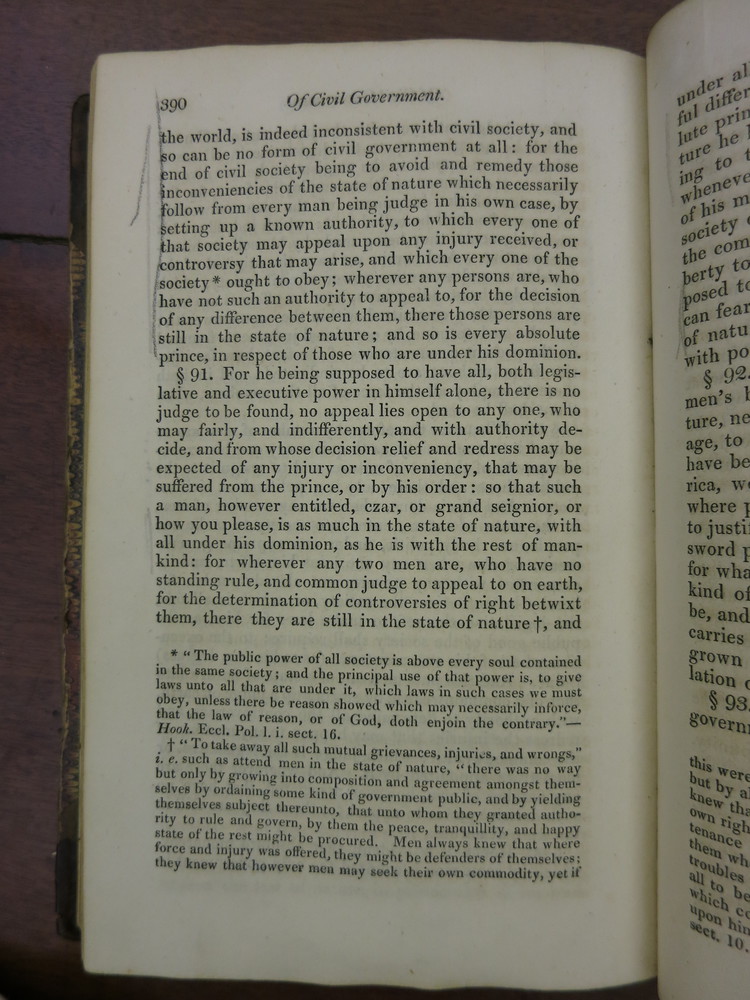 390 Of Civil Government.
the world, is indeed inconsistent with civil society, and
so can be no form of civil government at all: for the
end of civil society being to avoid and remedy those
inconveniencies of the state of nature which necessarily
follow from every man being judge in his own case, by
setting up a known authority, to which every one of
that society may appeal upon any injury received, or
controversy that may arise, and which every one of the
society* ought to obey; wherever any persons are, who
have not such an authority to appeal to, for the decision
of any difference between them, there those persons are
still in the state of nature; and so is every absolute
prince, in respect of those who are under his dominion.
§ 91. For he being supposed to have all, both legis-
lative and executive power in himself alone, there is no
judge to be found, no appeal lies open to any one, who
may fairly, and indifferently, and with authority de-
cide, and from whose decision relief and redress may be
expected of any injury or inconveniency, that may be
suffered from the prince, or by his order: so that such
a man, however entitled, czar, or grand seignior, or
how you please, is as much in the state of nature, with
all under his dominion, as he is with the rest of man-
kind: for wherever any two men are, who have no
standing rule, and common judge to appeal to on earth,
for the determination of controversies of right betwixt
them, there they are still in the state of nature†, and
* "The public power of all society is above every soul contained
in the same society; and the principal use of that power is, to give
laws unto all that are under it, which laws in such cases we must
obey, unless there be reason showed which may necessarily inforce,
that the law of reason, or of God, doth enjoin the contrary."—
Hook. Eccl. Pol. l. i. sect. 16.
† "To take away all such mutual grievances, injuries, and wrongs,"
i. e. such as attend men in the state of nature, "there was no way
but only by growing into composition and agreement amongst them-
selves by ordaining some kind of government public, and by yielding
themselves subject thereunto, that unto whom they granted autho-
rity to rule and govern, by them the peace, tranquillity, and happy
state of the rest might be procured. Men always knew that where
force and injury was offered, they might be defenders of themselves;
they knew that however men may seek their own commodity, yet if
under al
ful differ
lute prin
ture he
ing to t
wheneve
of his m
society
the com
berty to
posed to
can fear
of natu
with po
§ 92.
men's
ture, ne
age, to
have be
rica, w
where p
to justi
sword p
for wha
kind of
be, and
carries
grown
lation
§ 93.
governm
this were
but by a
knew tha
own righ
tenance
them wh
troubles
all to be
which co
upon him
sect. 10.